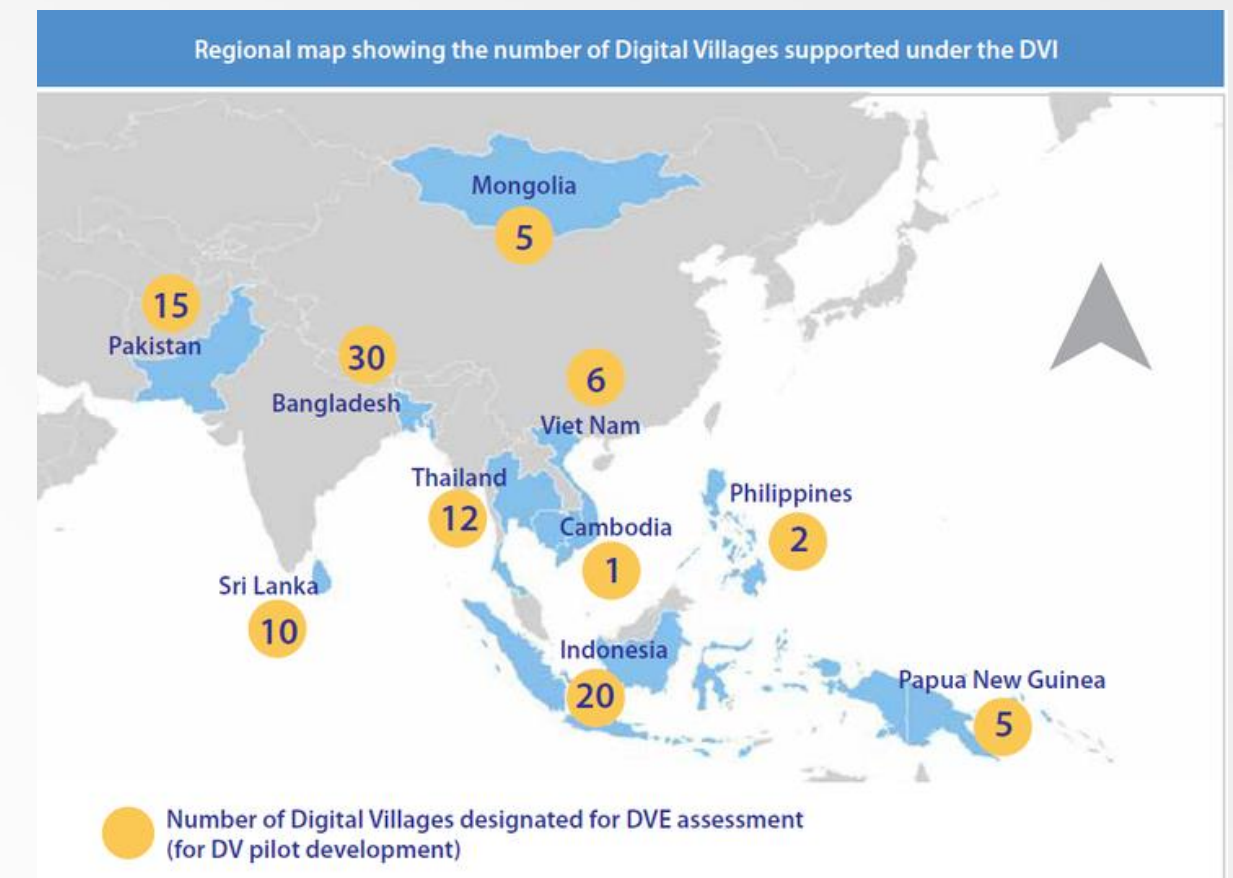 Regional map showing the number of Digital Villages supported under the DVI
Mongolia
5
15
Pakistan
30
Bangladesh
6
Viet Nam
Thailand
12
Philippines
2
Cambodia
1
Sri Lanka
10
Indonesia
20
Papua New Guinea
5
Number of Digital Villages designated for DVE assessment
(for DV pilot development)